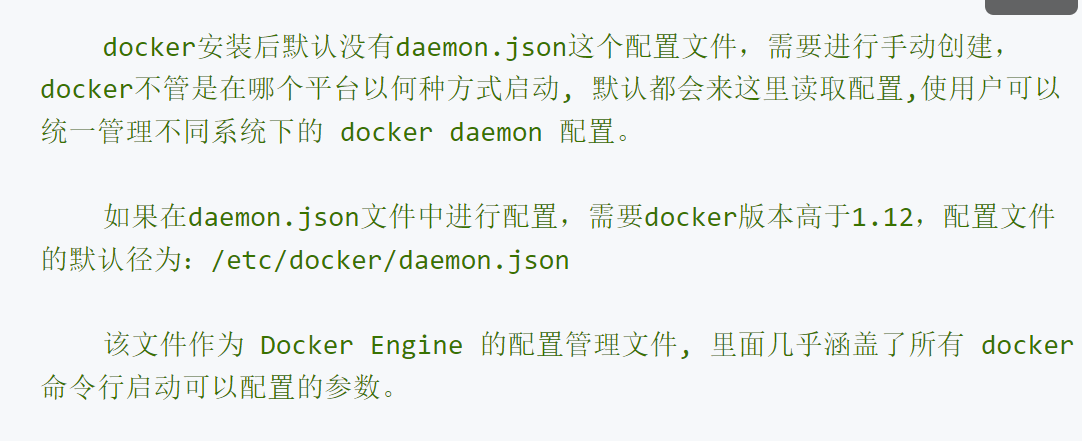 docker安装后默认没有daemon.json这个配置文件，需要进行手动创建，
docker不管是在哪个平台以何种方式启动, 默认都会来这里读取配置,使用户可以
统一管理不同系统下的 docker daemon 配置。
如果在daemon.json文件中进行配置，需要docker版本高于1.12，配置文件
的默认径为：/etc/docker/daemon.json
该文件作为 Docker Engine 的配置管理文件, 里面几乎涵盖了所有 docker
命令行启动可以配置的参数。